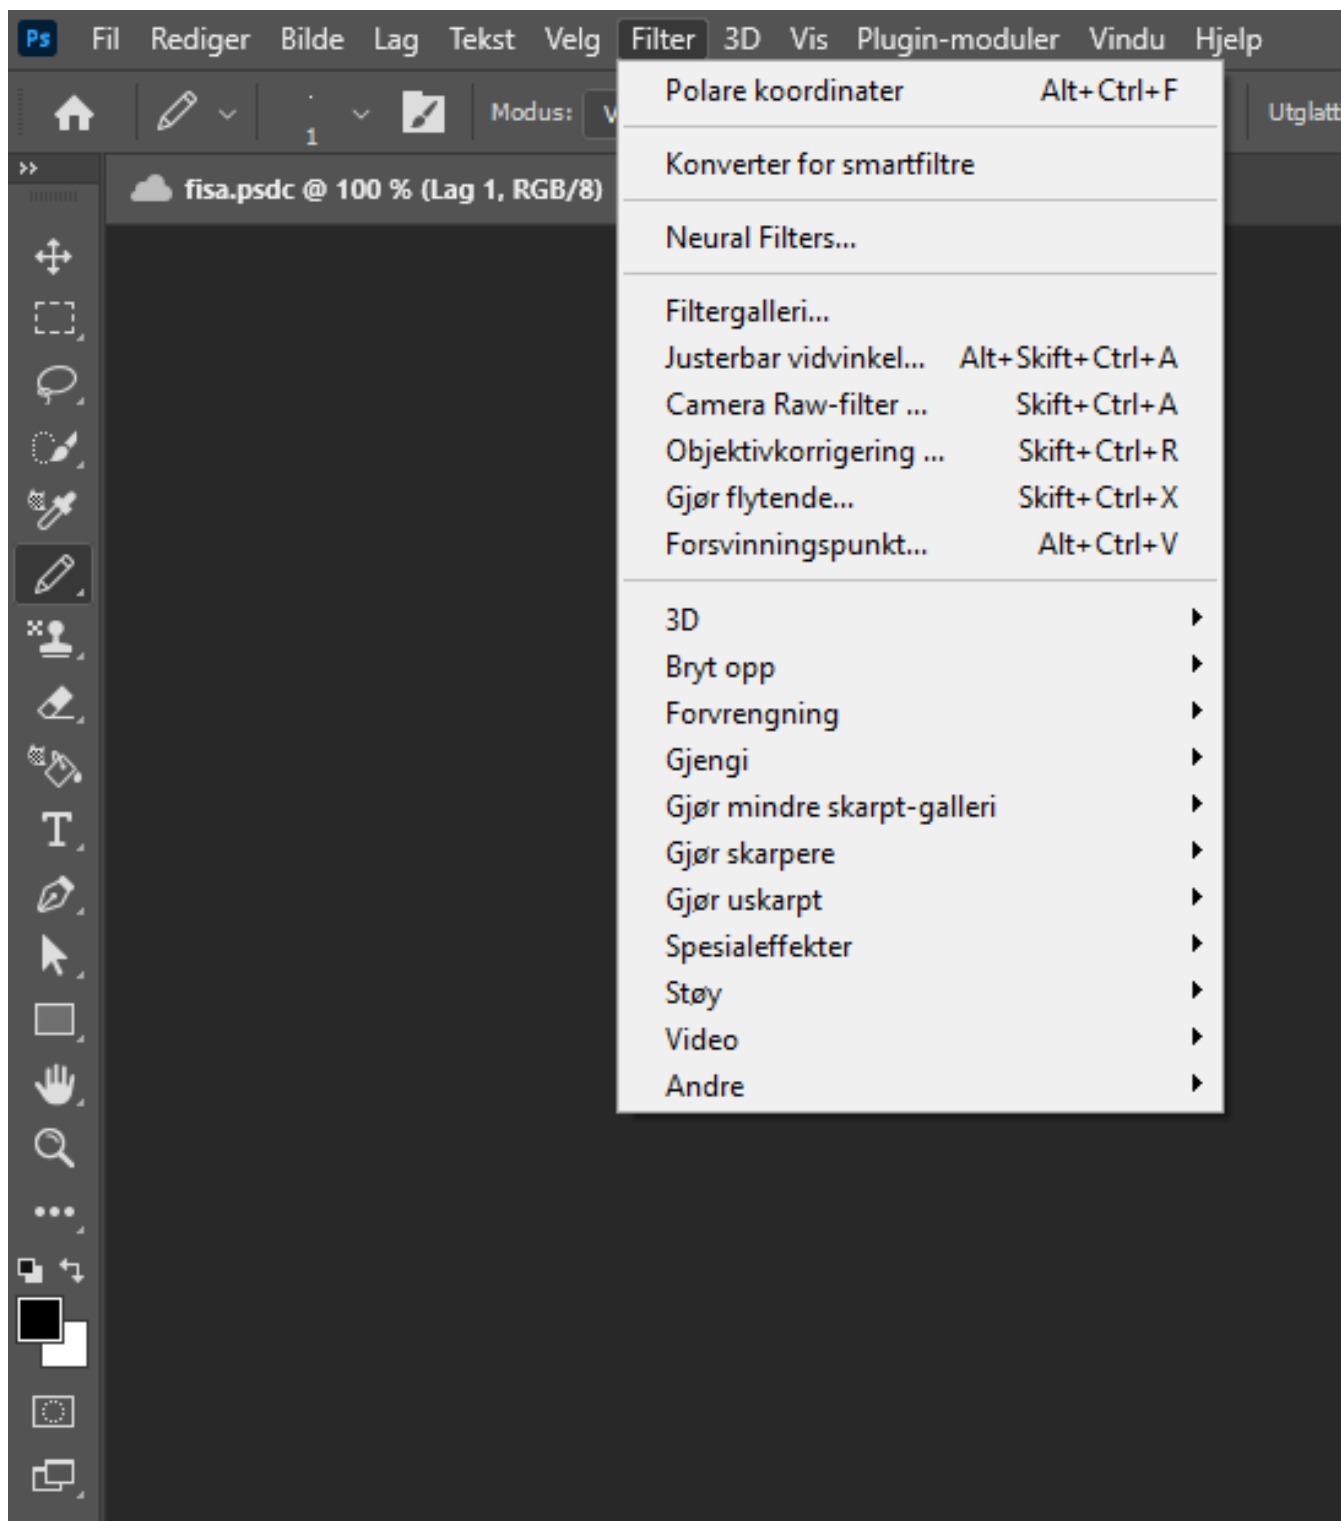 Ps Fil Rediger Bilde Lag Tekst Velg Filter 3D Vis Plugin-moduler Vindu Hjelp
1 Modus:
fisa.psdc @ 100 % (Lag 1, RGB/8)
Polare koordinater Alt+Ctrl+F
Konverter for smartfiltre
Neural Filters...
Filtergalleri...
Justerbar vidvinkel... Alt+Skift+Ctrl+A
Camera Raw-filter ... Skift+Ctrl+A
Objektivkorrigering ... Skift+Ctrl+R
Gjør flytende... Skift+Ctrl+X
Forsvinningspunkt... Alt+Ctrl+V
3D
Bryt opp
Forvrengning
Gjengi
Gjør mindre skarpt-galleri
Gjør skarpere
Gjør uskarpt
Spesialeffekter
Støy
Video
Andre